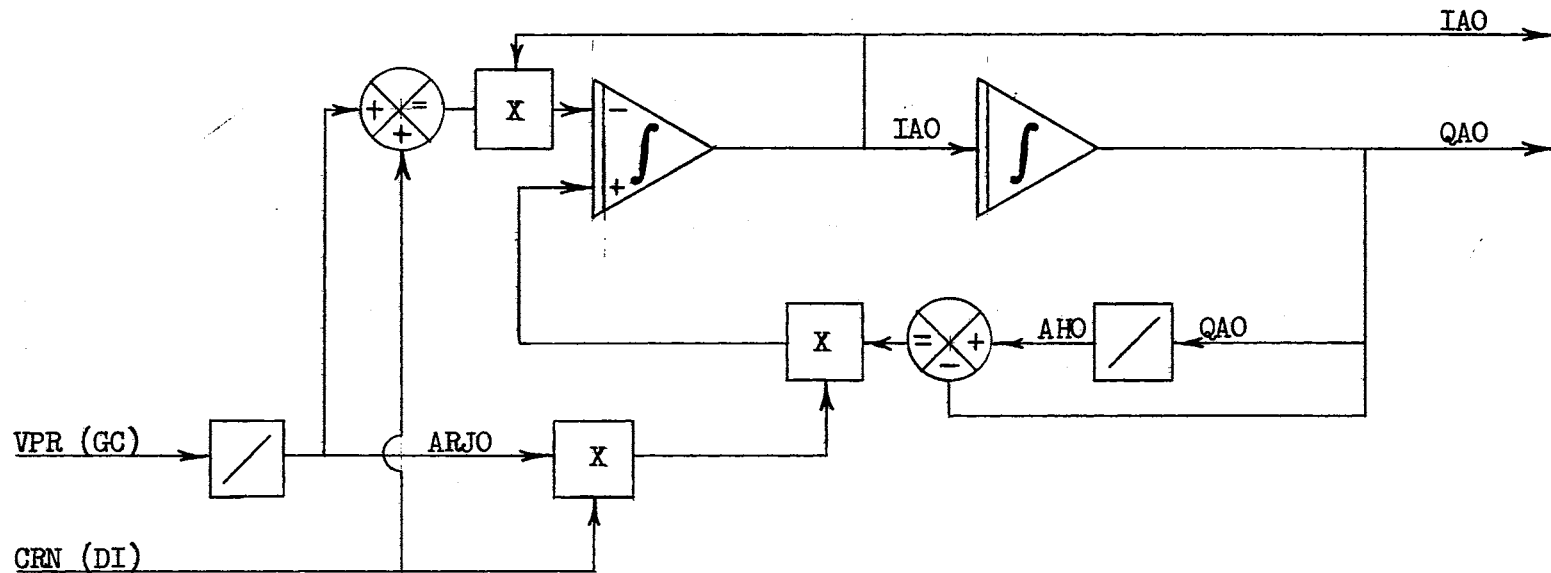 IAO
+ = +
X
- ∫ +
IAO
∫
QAO
X
= + -
AHO
QAO
VPR (GC)
ARJO
X
CRN (DI)